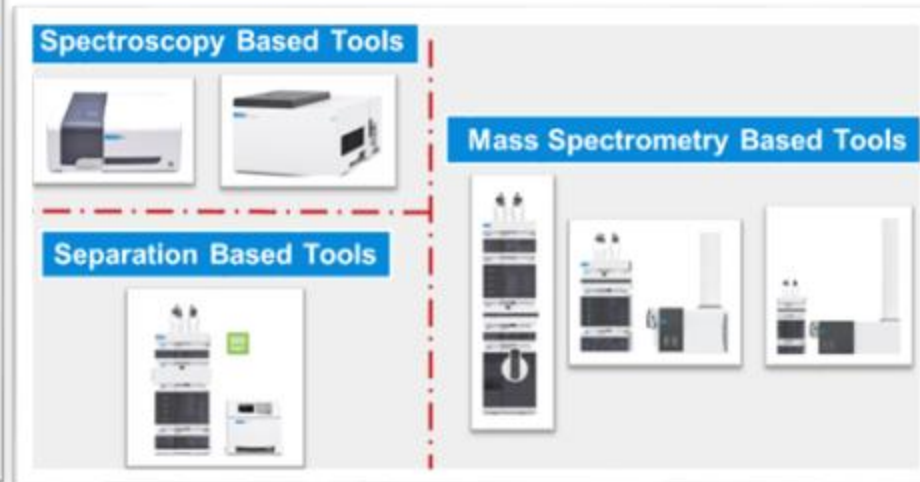 Spectroscopy Based Tools
Mass Spectrometry Based Tools
Separation Based Tools